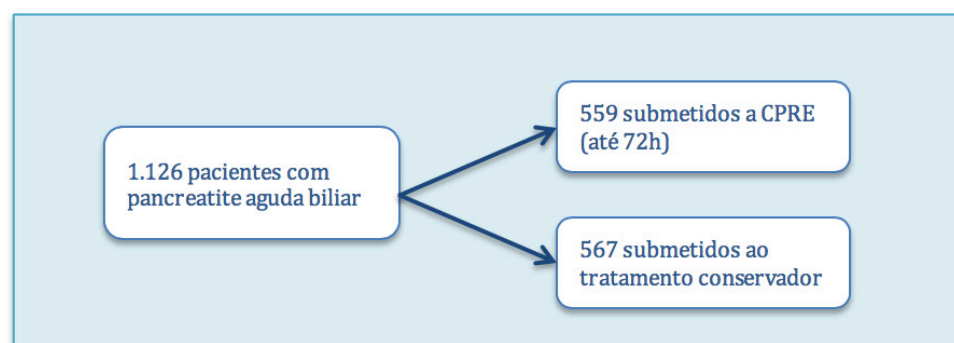 1.126 pacientes com
pancreatite aguda biliar
559 submetidos a CPRE
(até 72h)
567 submetidos ao
tratamento conservador